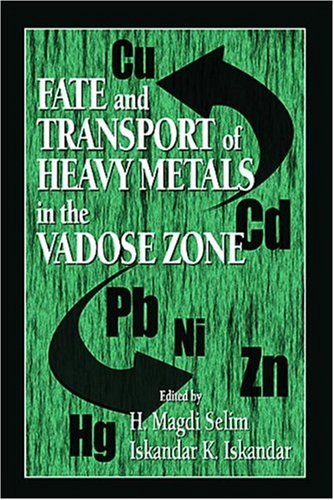 Cu
FATE and
TRANSPORT of
HEAVY METALS
in the
VADOSE ZONE
Cd
Pb
Ni
Zn
Hg
Edited by
H. Magdi Selim
Iskandar K. Iskandar